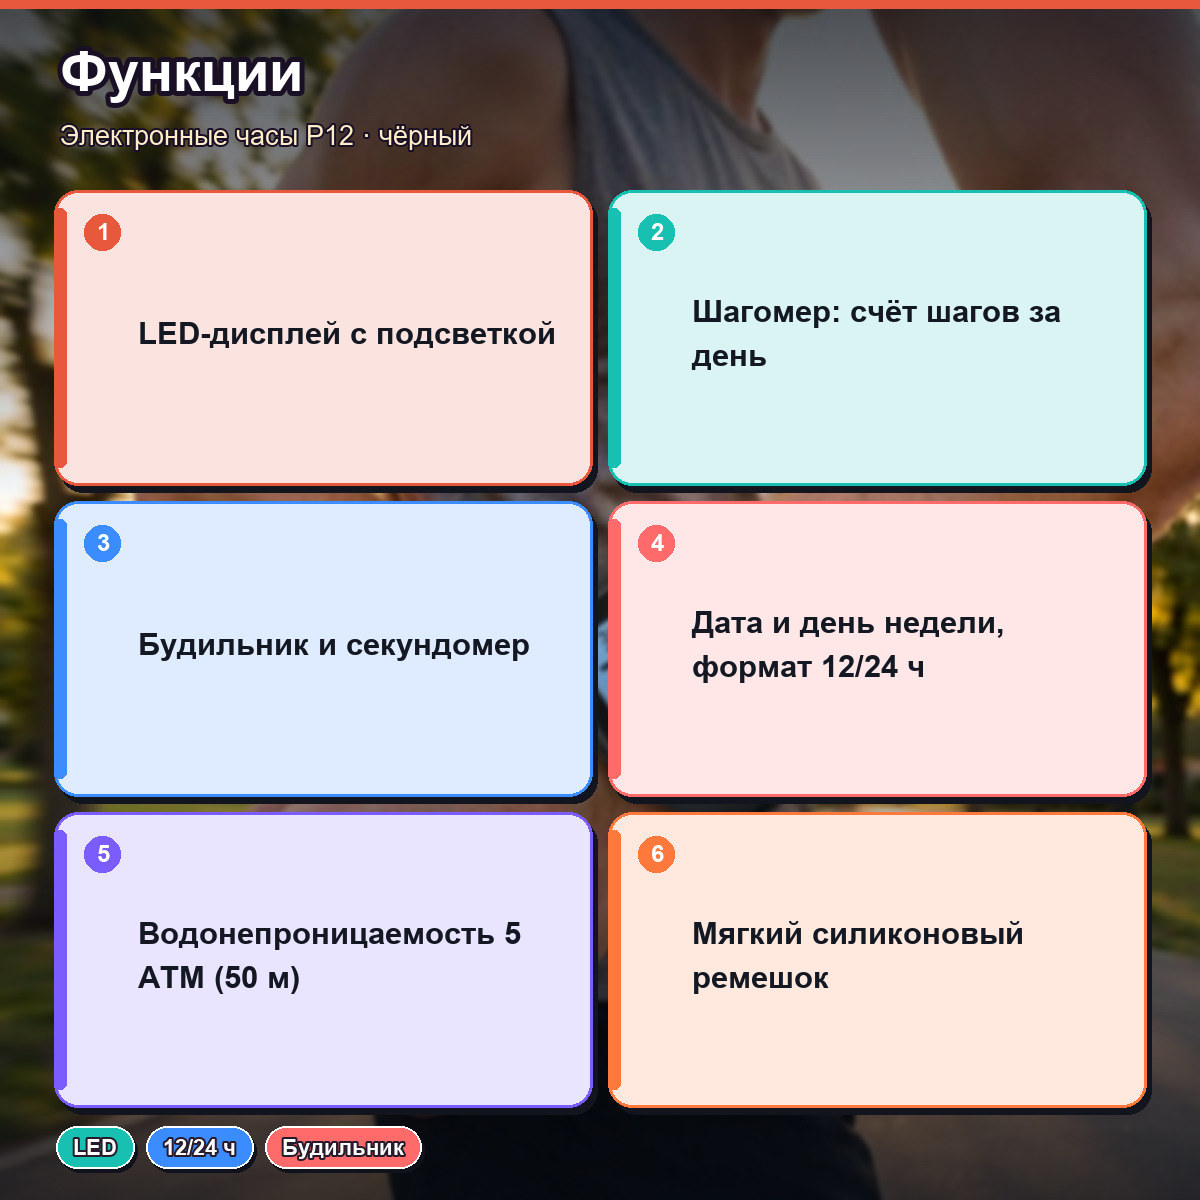 Функции
Электронные часы P12 · чёрный
1
LED-дисплей с подсветкой
2
Шагомер: счёт шагов за
день
3
Будильник и секундомер
4
Дата и день недели,
формат 12/24 ч
5
Водонепроницаемость 5
ATM (50 м)
6
Мягкий силиконовый
ремешок
LED
12/24 ч
Будильник